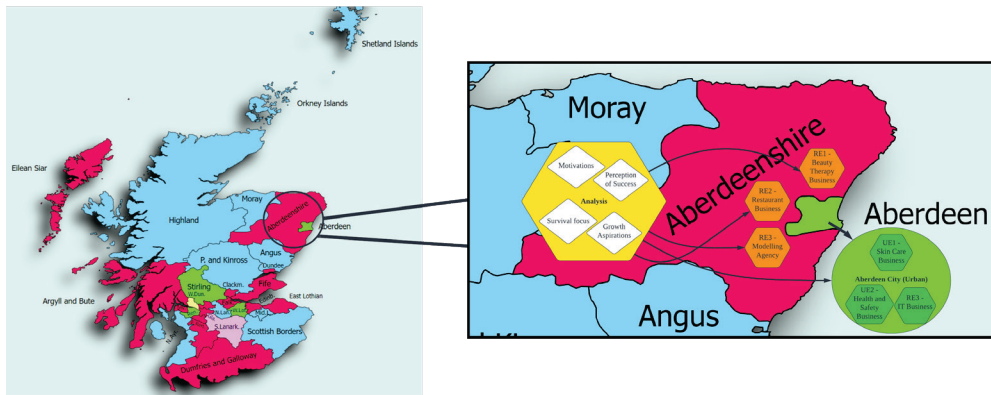 Shetland Islands
Orkney Islands
Eilean Siar
Highland
Moray
Aberdeenshire
Aberdeen
P. and Kinross
Angus
Dundee
Argyll and Bute
Stirling
Clackm.
Fife
N.Dun.
East Lothian
N.Lan.
Mid.L
S.Lanark.
Scottish Borders
Dumfries and Galloway
Moray
Aberdeenshire
Aberdeen
Angus
Motivations
Perception
of Success
Analysis
Survival focus
Growth
Aspirations
RE1 -
Beauty
Therapy
Business
RE2 -
Restaurant
Business
RE3 -
Modelling
Agency
UE1 -
Skin Care
Business
Aberdeen City (Urban)
UE2 -
Health and
Safety
Business
RE3 -
IT Business